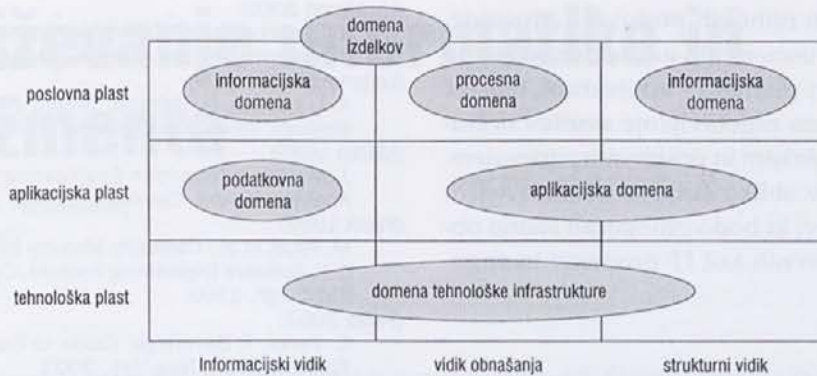 domena
izdelkov
poslovna plast
informacijska
domena
procesna
domena
informacijska
domena
aplikacijska plast
podatkovna
domena
aplikacijska domena
tehnološka plast
domena tehnološke infrastrukture
Informacijski vidik
vidik obnašanja
strukturni vidik